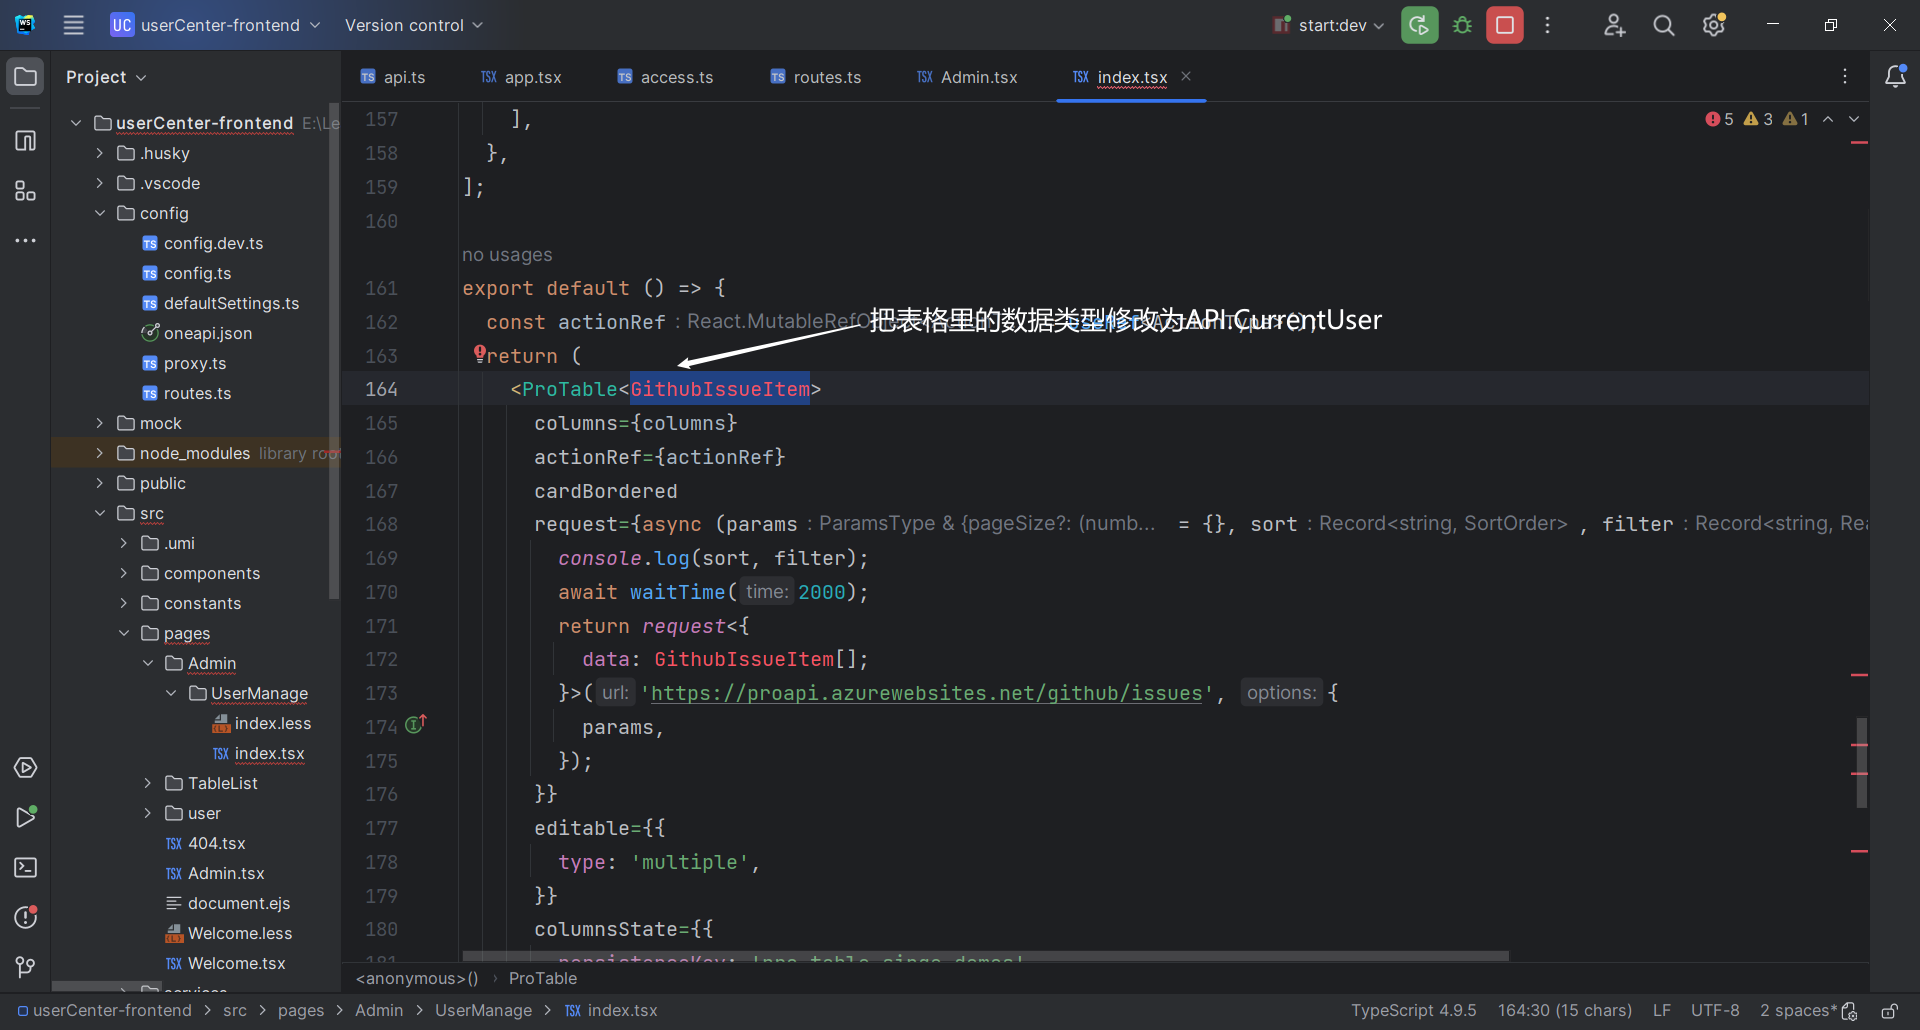 UC userCenter-frontend Version control start:dev
Project
api.ts app.tsx access.ts routes.ts Admin.tsx index.tsx
userCenter-frontend E:\Le
.husky
.vscode
config
config.dev.ts
config.ts
defaultSettings.ts
oneapi.json
proxy.ts
routes.ts
mock
node_modules library root
public
src
.umi
components
constants
pages
Admin
UserManage
index.less
index.tsx
TableList
user
404.tsx
Admin.tsx
document.ejs
Welcome.less
Welcome.tsx
services
5 3 1
157 ],
158 },
159 ];
160
no usages
161 export default () => {
162 const actionRef : React.MutableRefO
把表格里的数据类型修改为API.CurrentUser
163 return (
164 <ProTable<GithubIssueItem>
165 columns={columns}
166 actionRef={actionRef}
167 cardBordered
168 request={async (params : ParamsType & {pageSize?: (numb... = {}, sort : Record<string, SortOrder> , filter : Record<string, Rea
169 console.log(sort, filter);
170 await waitTime( time: 2000);
171 return request<{
172 data: GithubIssueItem[];
173 }>( url: 'https://proapi.azurewebsites.net/github/issues', options: {
174 params,
175 });
176 }}
177 editable={{
178 type: 'multiple',
179 }}
180 columnsState={{
181 persistenceKey: 'pro-table-singe-demos',
<anonymous>() › ProTable
userCenter-frontend > src > pages > Admin > UserManage > index.tsx TypeScript 4.9.5 164:30 (15 chars) LF UTF-8 2 spaces*